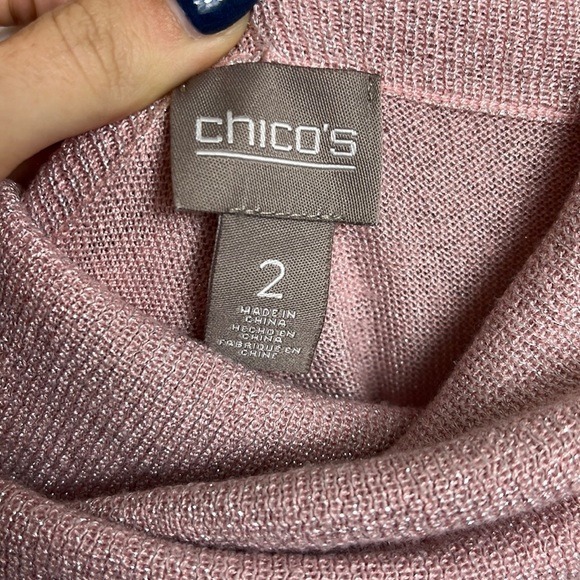 chico's
2
MADE IN
CHINA
HECHO EN
CHINA
FABRIQUE EN
CHINE